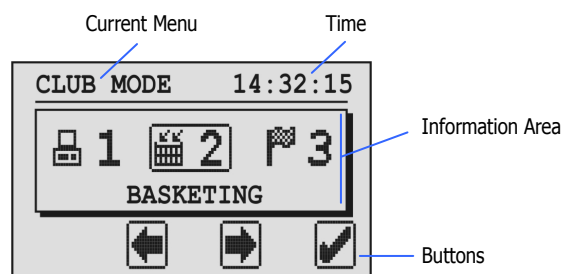 Current Menu Time
CLUB MODE 14:32:15
1 2 3
Information Area
BASKETING
Buttons